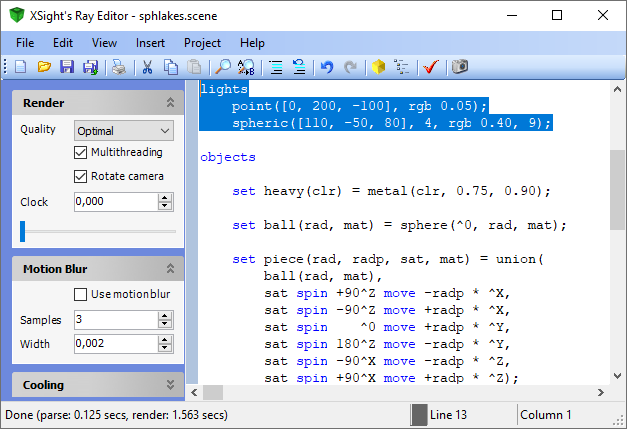 XSight's Ray Editor - sphlakes.scene
File Edit View Insert Project Help
Render
Quality Optimal
Multithreading
Rotate camera
Clock 0,000
Motion Blur
Use motion blur
Samples 3
Width 0,002
Cooling
lights
point([0, 200, -100], rgb 0.05);
spheric([110, -50, 80], 4, rgb 0.40, 9);
objects
set heavy(clr) = metal(clr, 0.75, 0.90);
set ball(rad, mat) = sphere(^0, rad, mat);
set piece(rad, radp, sat, mat) = union(
ball(rad, mat),
sat spin +90^Z move -radp * ^X,
sat spin -90^Z move +radp * ^X,
sat spin ^0 move +radp * ^Y,
sat spin 180^Z move -radp * ^Y,
sat spin -90^X move -radp * ^Z,
sat spin +90^X move +radp * ^Z);
Done (parse: 0.125 secs, render: 1.563 secs) Line 13 Column 1